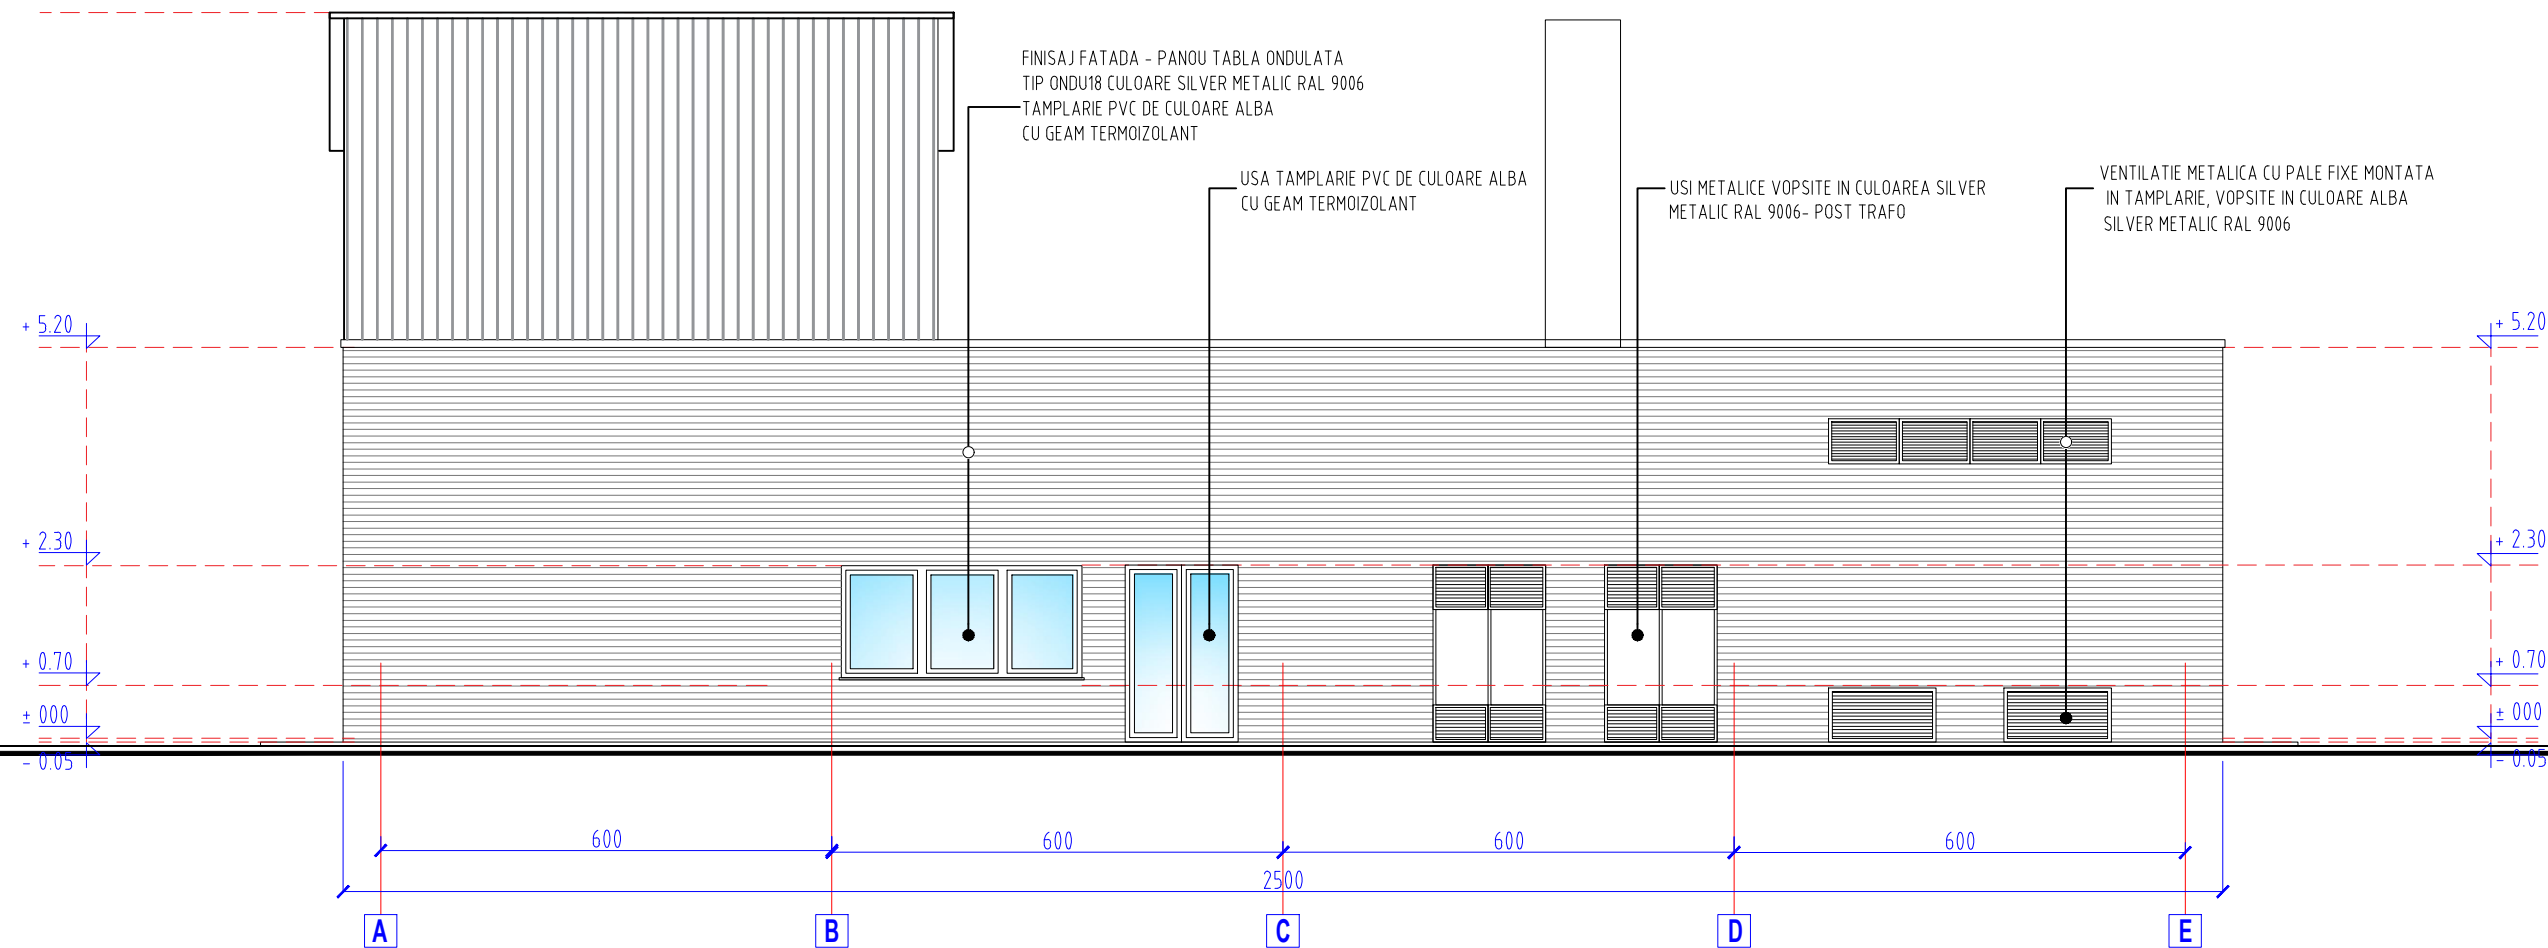 FINISAJ FATADA - PANOU TABLA ONDULATA
TIP ONDU18 CULOARE SILVER METALIC RAL 9006
TAMPLARIE PVC DE CULOARE ALBA
CU GEAM TERMOIZOLANT
USA TAMPLARIE PVC DE CULOARE ALBA
CU GEAM TERMOIZOLANT
USI METALICE VOPSITE IN CULOAREA SILVER
METALIC RAL 9006- POST TRAFO
VENTILATIE METALICA CU PALE FIXE MONTATA
IN TAMPLARIE, VOPSITE IN CULOARE ALBA
SILVER METALIC RAL 9006
+ 5.20
+ 5.20
+ 2.30
+ 2.30
+ 0.70
+ 0.70
± 000
± 000
- 0.05
- 0.05
600
600
600
600
2500
A
B
C
D
E